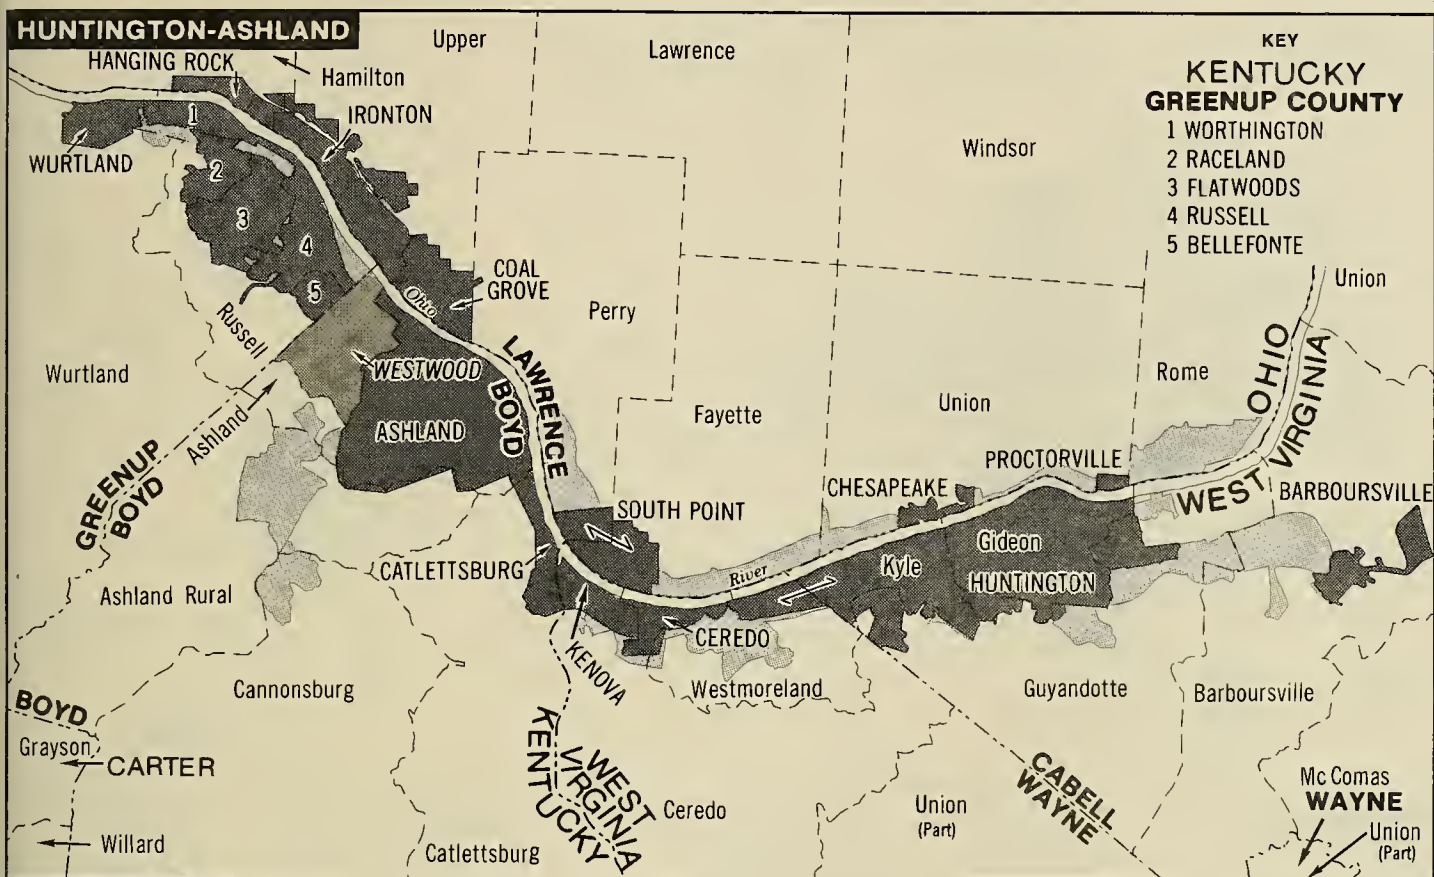 HUNTINGTON-ASHLAND
HANGING ROCK
Hamilton
Upper
Lawrence
KEY
KENTUCKY
GREENUP COUNTY
1 WORTHINGTON
2 RACELAND
3 FLATWOODS
4 RUSSELL
5 BELLEFONTE
IRONTON
1
WURTLAND
2
3
4
5
Windsor
COAL
GROVE
Ohio
Perry
Union
Russell
Wurtland
WESTWOOD
LAWRENCE
BOYD
Rome
OHIO
WEST VIRGINIA
Ashland
ASHLAND
Fayette
Union
GREENUP
BOYD
PROCTORVILLE
CHESAPEAKE
BARBOURSVILLE
SOUTH POINT
Gideon
Kyle
HUNTINGTON
River
CATLETTSBURG
Ashland Rural
CEREDO
KENOVA
Cannonsburg
Westmoreland
Guyandotte
Barboursville
BOYD
Grayson
CARTER
WEST
VIRGINIA
KENTUCKY
Ceredo
CABELL
WAYNE
Mc Comas
WAYNE
Union
(Part)
Union
(Part)
Willard
Catlettsburg